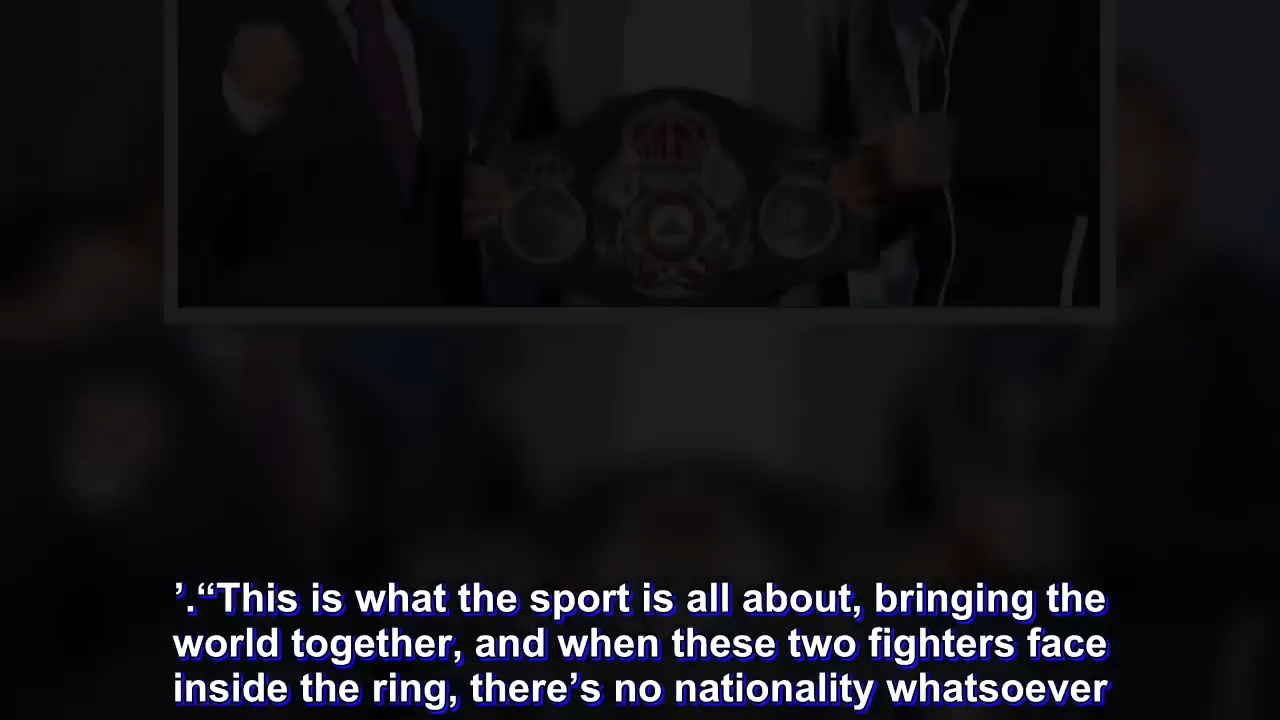 ’.“This is what the sport is all about, bringing the
world together, and when these two fighters face
inside the ring, there’s no nationality whatsoever